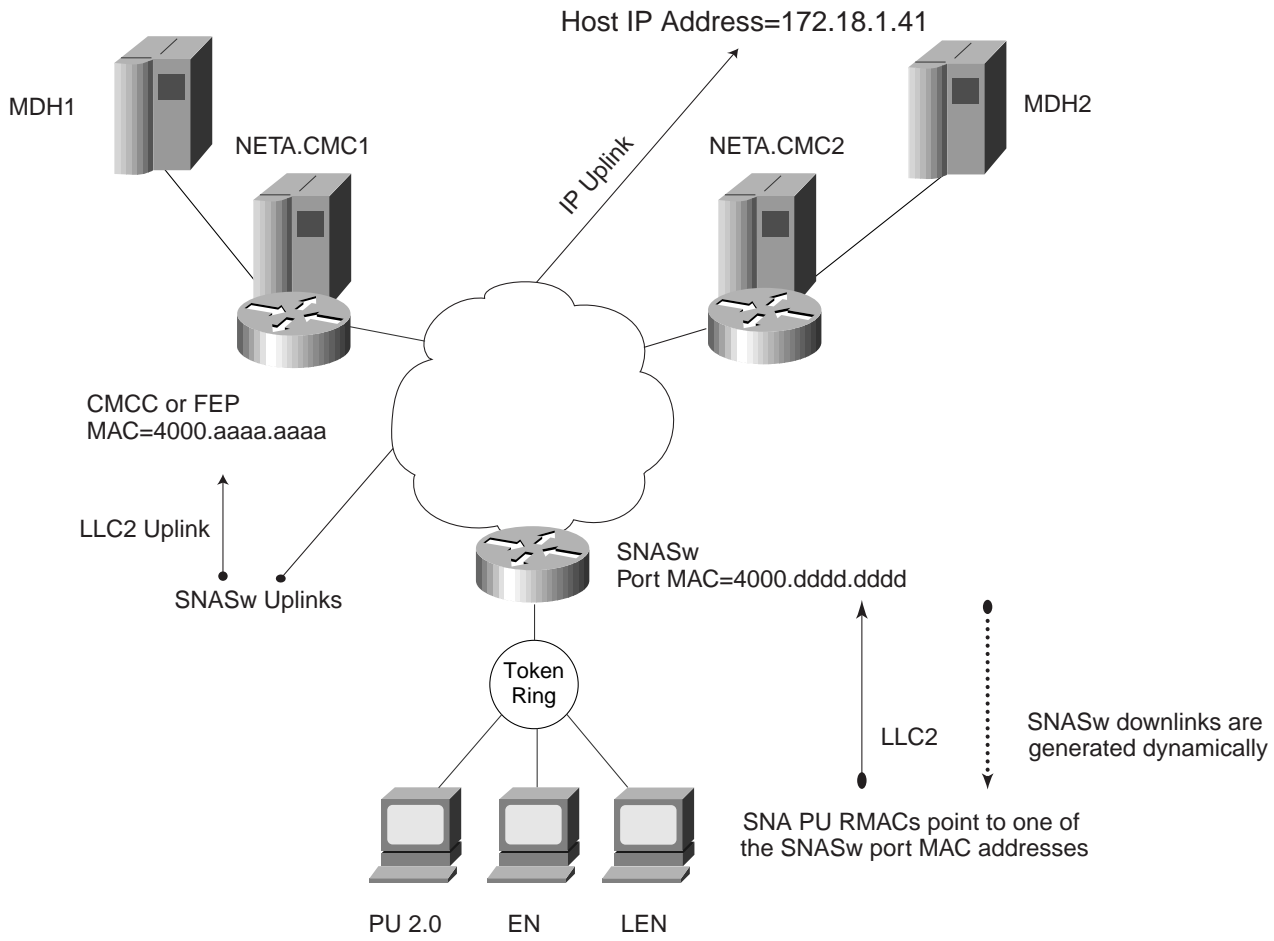 Host IP Address=172.18.1.41
MDH1
MDH2
NETA.CMC1
NETA.CMC2
IP Uplink
CMCC or FEP
MAC=4000.aaaa.aaaa
LLC2 Uplink
SNASw Uplinks
SNASw
Port MAC=4000.dddd.dddd
Token
Ring
LLC2
SNASw downlinks are
generated dynamically
SNA PU RMACs point to one of
the SNASw port MAC addresses
PU 2.0
EN
LEN